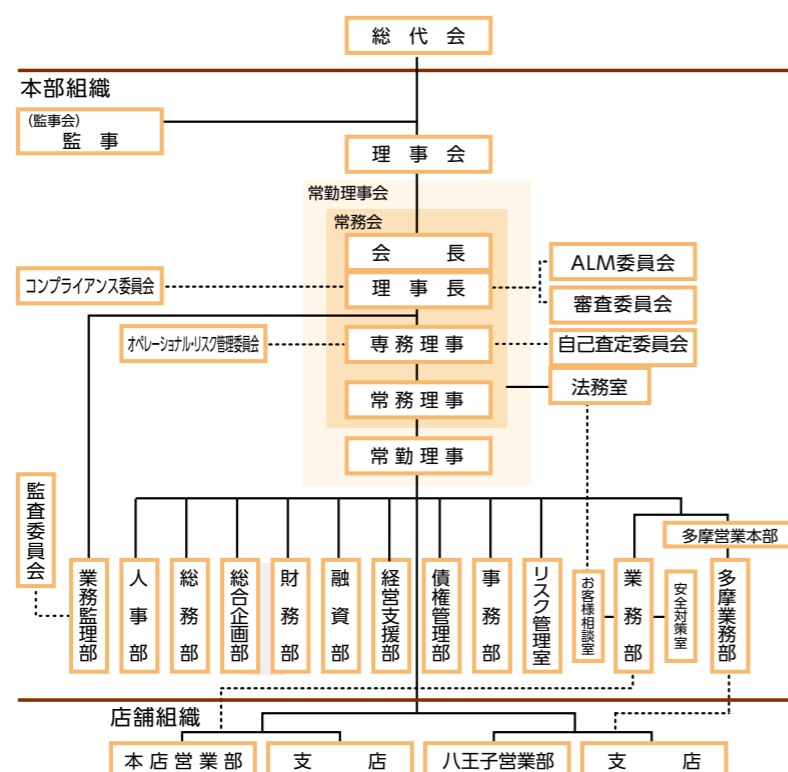 総代会
本部組織
(監事会)
監事
理事会
常勤理事会
常務会
会長
理事長
コンプライアンス委員会
ALM委員会
審査委員会
オペレーショナル・リスク管理委員会
専務理事
自己査定委員会
常務理事
法務室
常勤理事
監査委員会
多摩営業本部
業務監理部
人事部
総務部
総合企画部
財務部
融資部
経営支援部
債権管理部
事務部
リスク管理室
お客様相談室
業務部
安全対策室
多摩業務部
店舗組織
本店営業部
支店
八王子営業部
支店